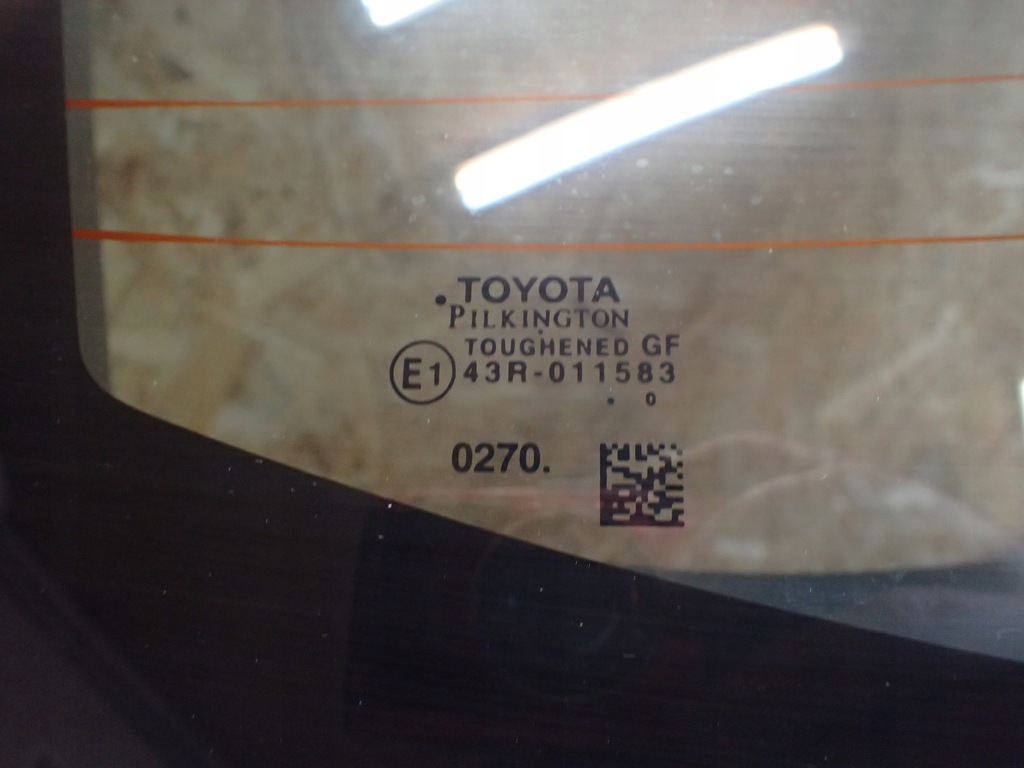 .TOYOTA
PILKINGTON
TOUGHENED GF
E1 43R-011583
. 0
0270.